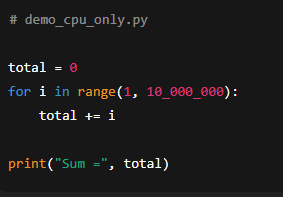 # demo_cpu_only.py
total = 0
for i in range(1, 10_000_000):
    total += i
print("Sum =", total)